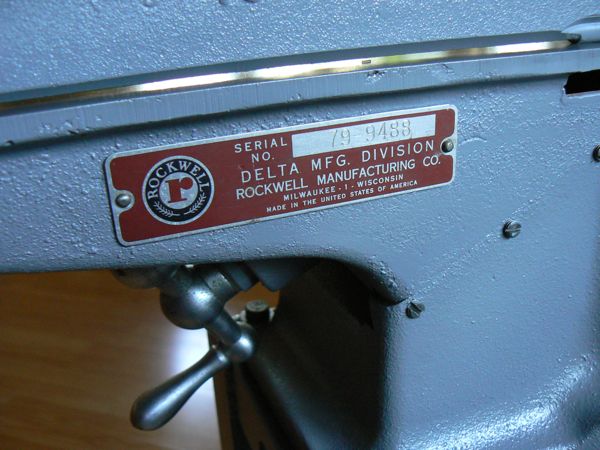 SERIAL
NO. 79 9488
DELTA MFG. DIVISION
ROCKWELL MANUFACTURING CO.
MILWAUKEE - 1 - WISCONSIN
MADE IN THE UNITED STATES OF AMERICA
ROCKWELL
r